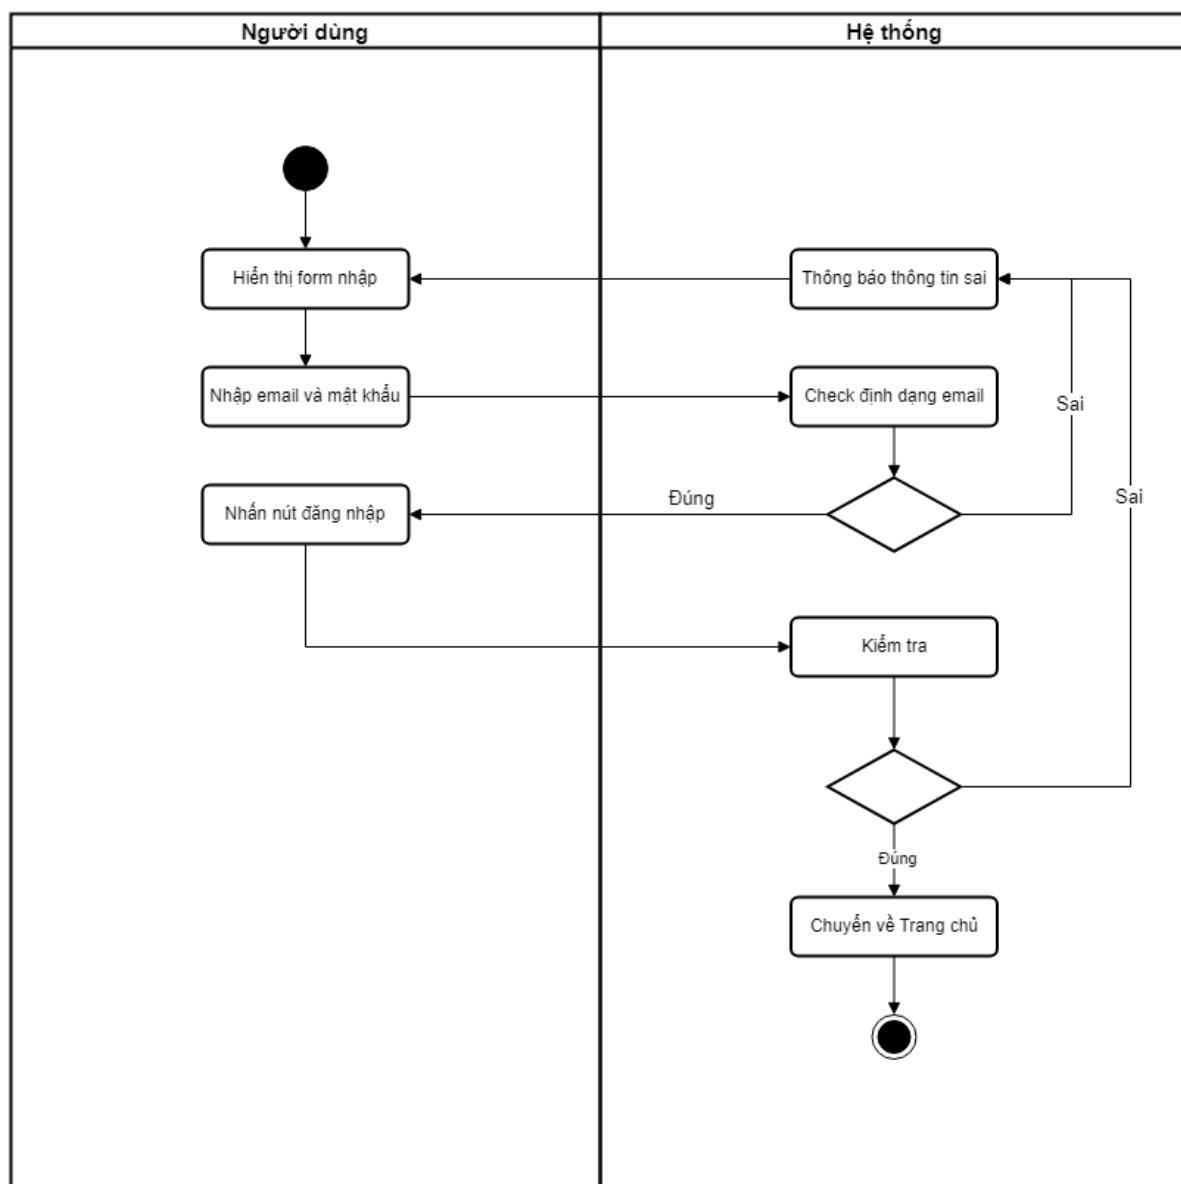 Người dùng
Hệ thống
Hiển thị form nhập
Thông báo thông tin sai
Nhập email và mật khẩu
Check định dạng email
Sai
Đúng
Sai
Nhấn nút đăng nhập
Kiểm tra
Đúng
Chuyển về Trang chủ